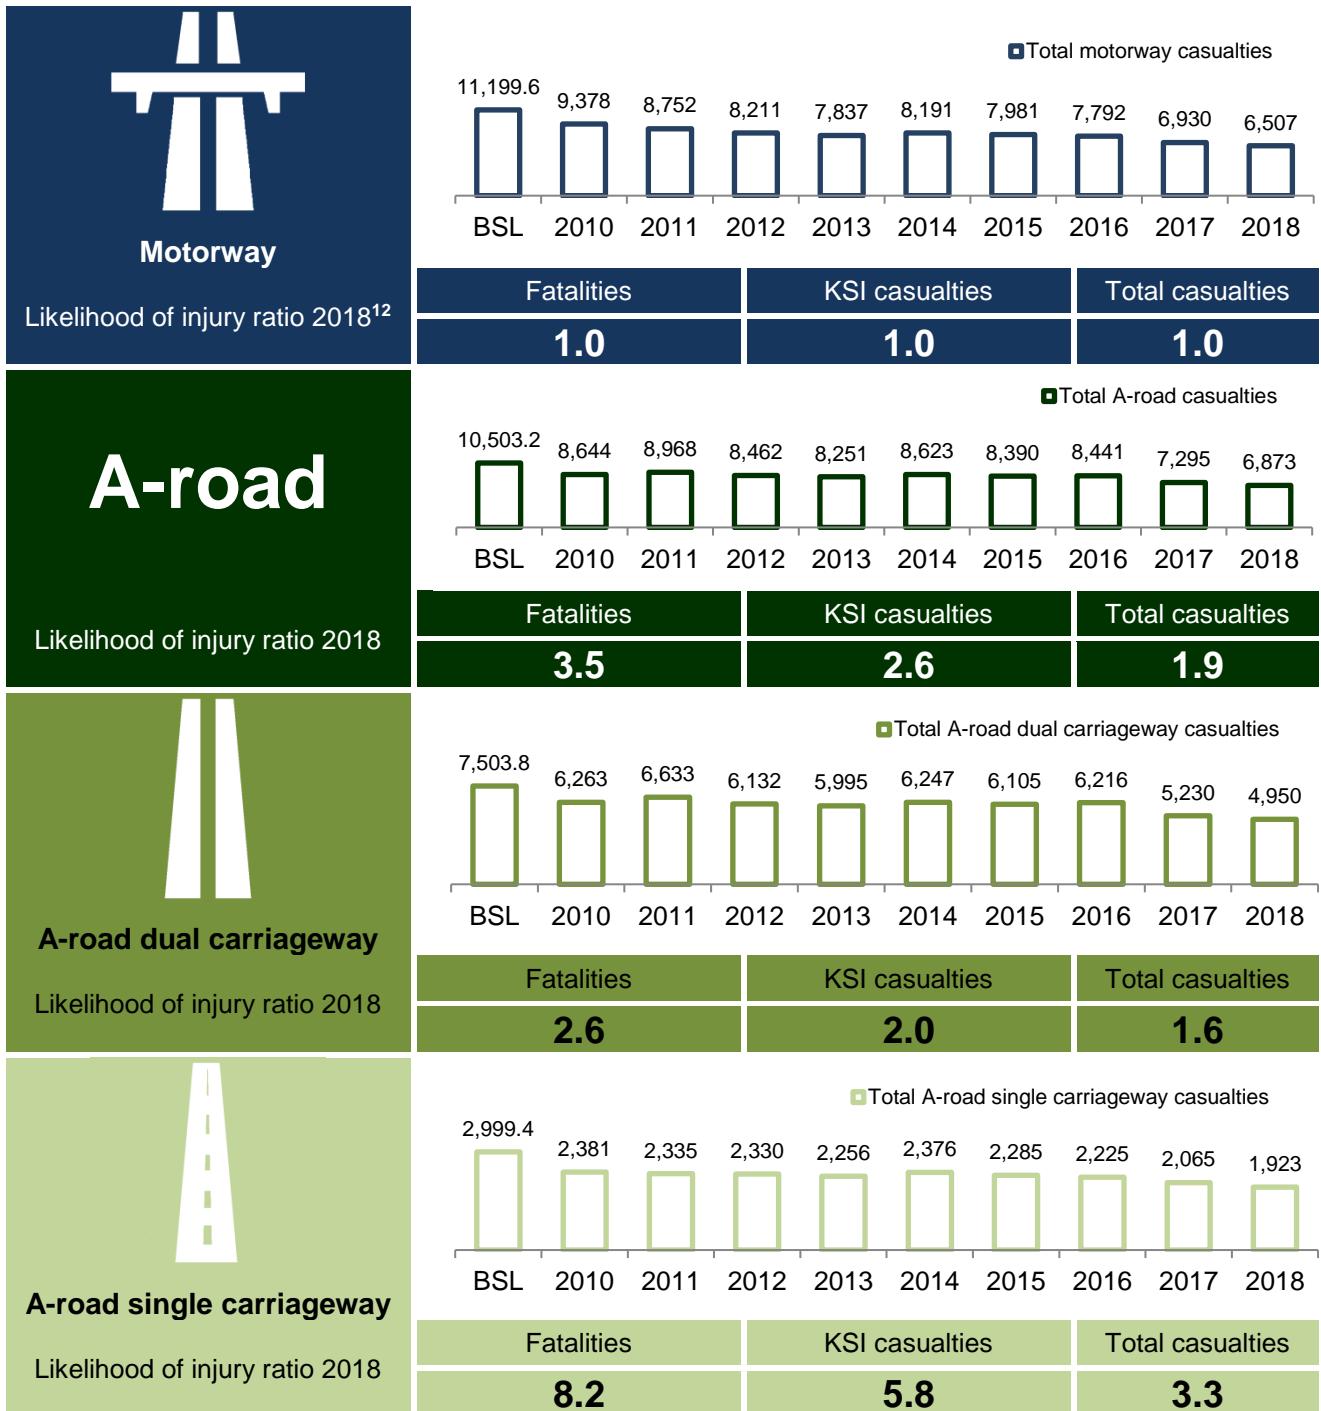 Total motorway casualties
11,199.6 9,378 8,752 8,211 7,837 8,191 7,981 7,792 6,930 6,507
BSL 2010 2011 2012 2013 2014 2015 2016 2017 2018
Motorway
Likelihood of injury ratio 2018¹²
Fatalities KSI casualties Total casualties
1.0 1.0 1.0
Total A-road casualties
10,503.2 8,644 8,968 8,462 8,251 8,623 8,390 8,441 7,295 6,873
BSL 2010 2011 2012 2013 2014 2015 2016 2017 2018
A-road
Likelihood of injury ratio 2018
Fatalities KSI casualties Total casualties
3.5 2.6 1.9
Total A-road dual carriageway casualties
7,503.8 6,263 6,633 6,132 5,995 6,247 6,105 6,216 5,230 4,950
BSL 2010 2011 2012 2013 2014 2015 2016 2017 2018
A-road dual carriageway
Likelihood of injury ratio 2018
Fatalities KSI casualties Total casualties
2.6 2.0 1.6
Total A-road single carriageway casualties
2,999.4 2,381 2,335 2,330 2,256 2,376 2,285 2,225 2,065 1,923
BSL 2010 2011 2012 2013 2014 2015 2016 2017 2018
A-road single carriageway
Likelihood of injury ratio 2018
Fatalities KSI casualties Total casualties
8.2 5.8 3.3